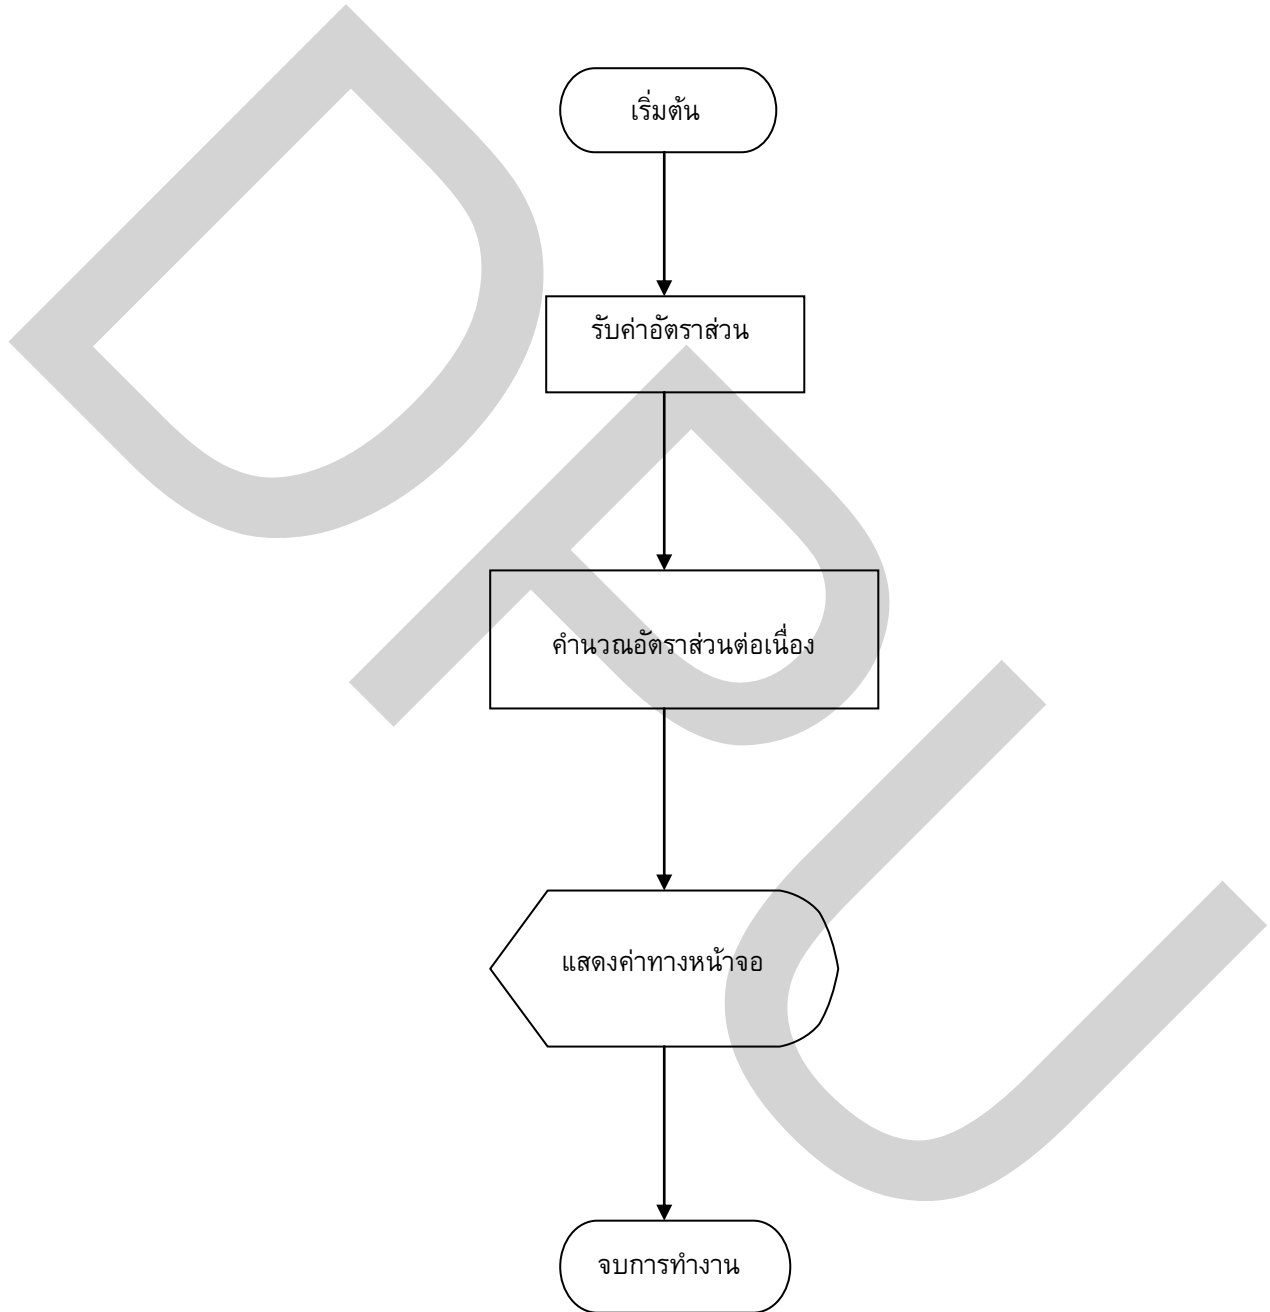 เริ่มต้น
รับค่าอัตราส่วน
คำนวณอัตราส่วนต่อเนื่อง
แสดงค่าทางหน้าจอ
จบการทำงาน
DPU